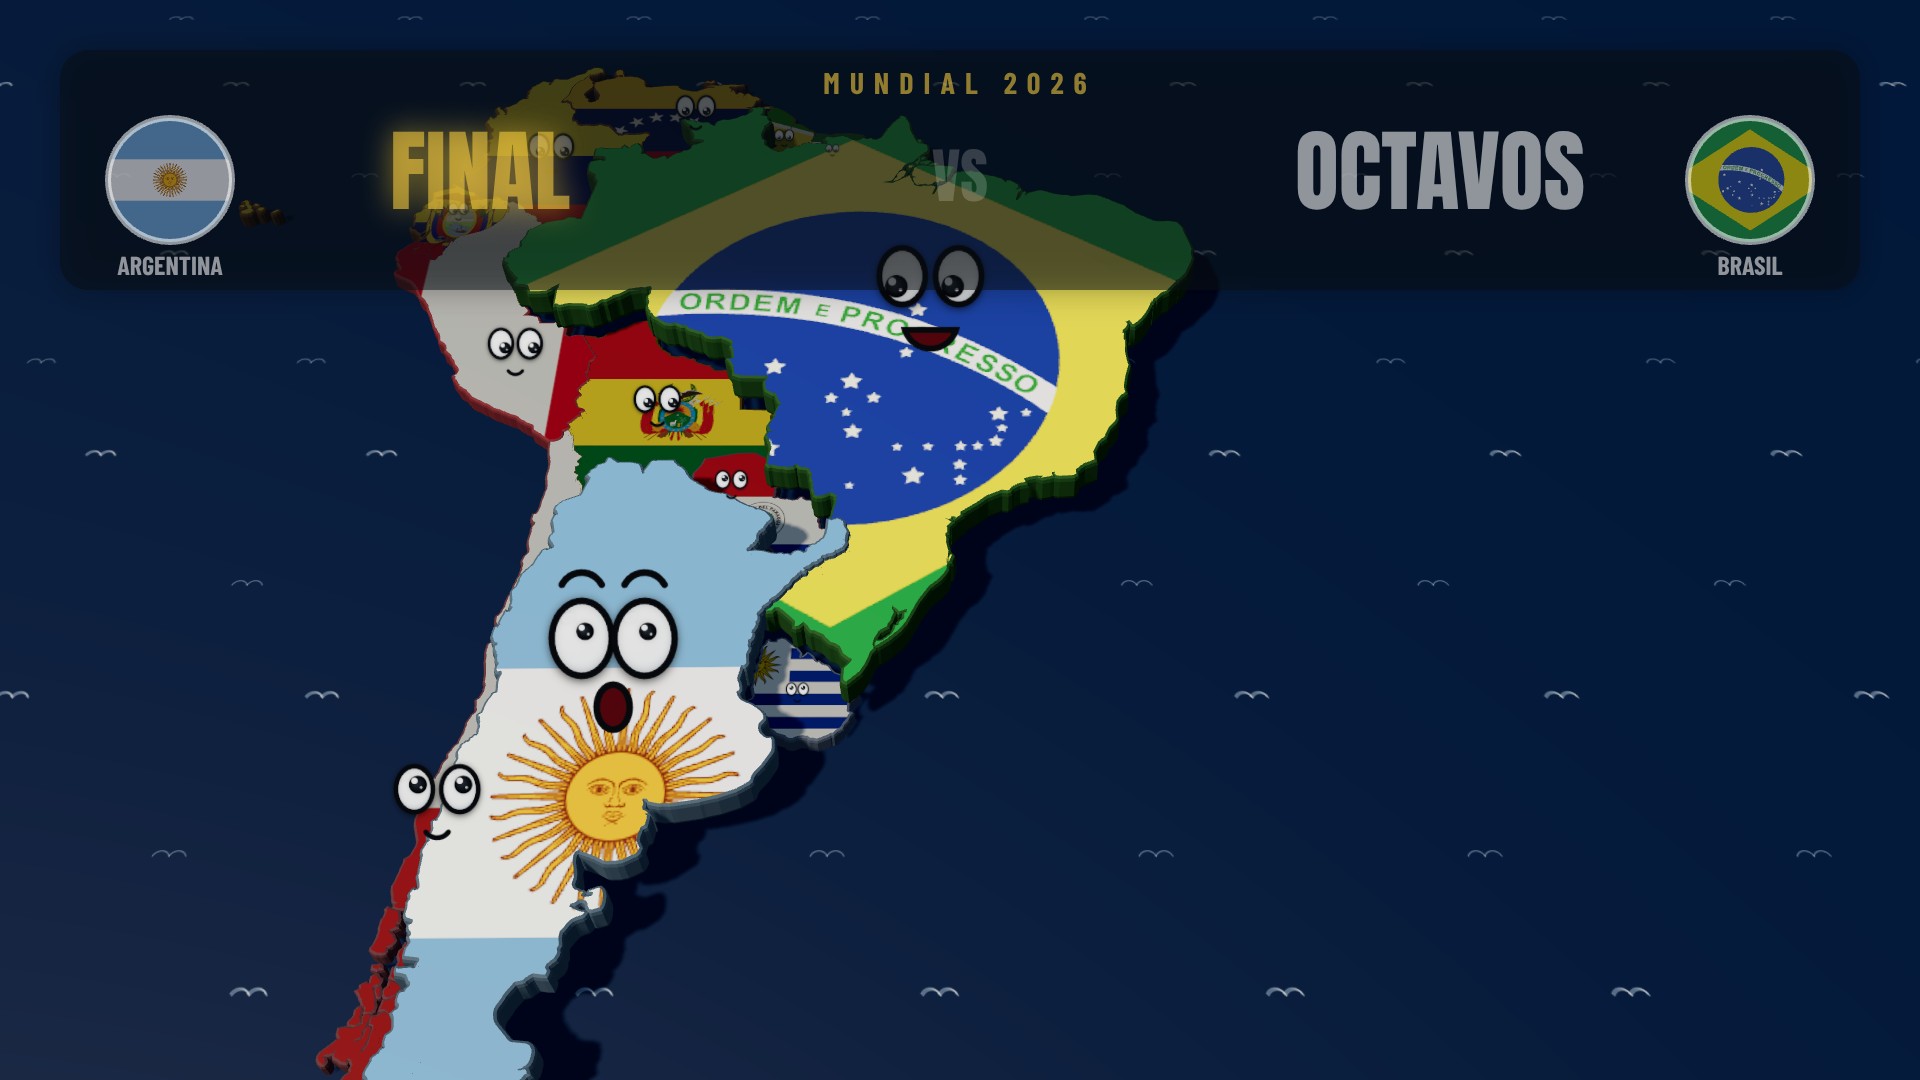 MUNDIAL 2026
FINAL
VS
OCTAVOS
ARGENTINA
BRASIL
ORDEM E PROGRESSO